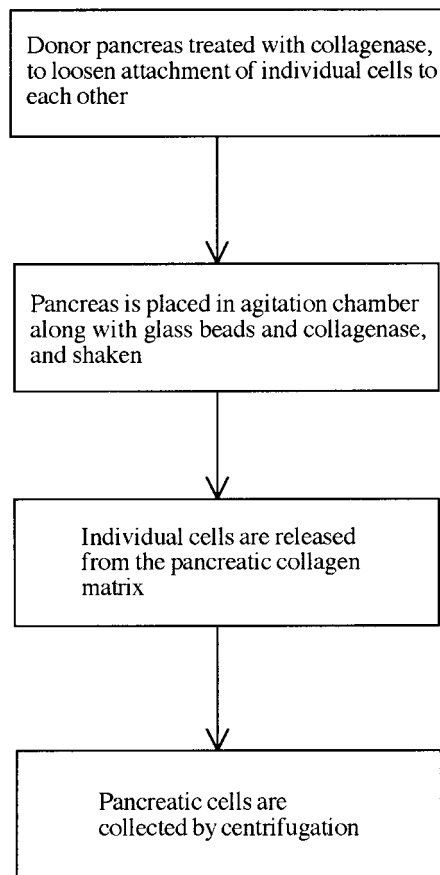 Donor pancreas treated with collagenase,
to loosen attachment of individual cells to
each other
Pancreas is placed in agitation chamber
along with glass beads and collagenase,
and shaken
Individual cells are released
from the pancreatic collagen
matrix
Pancreatic cells are
collected by centrifugation